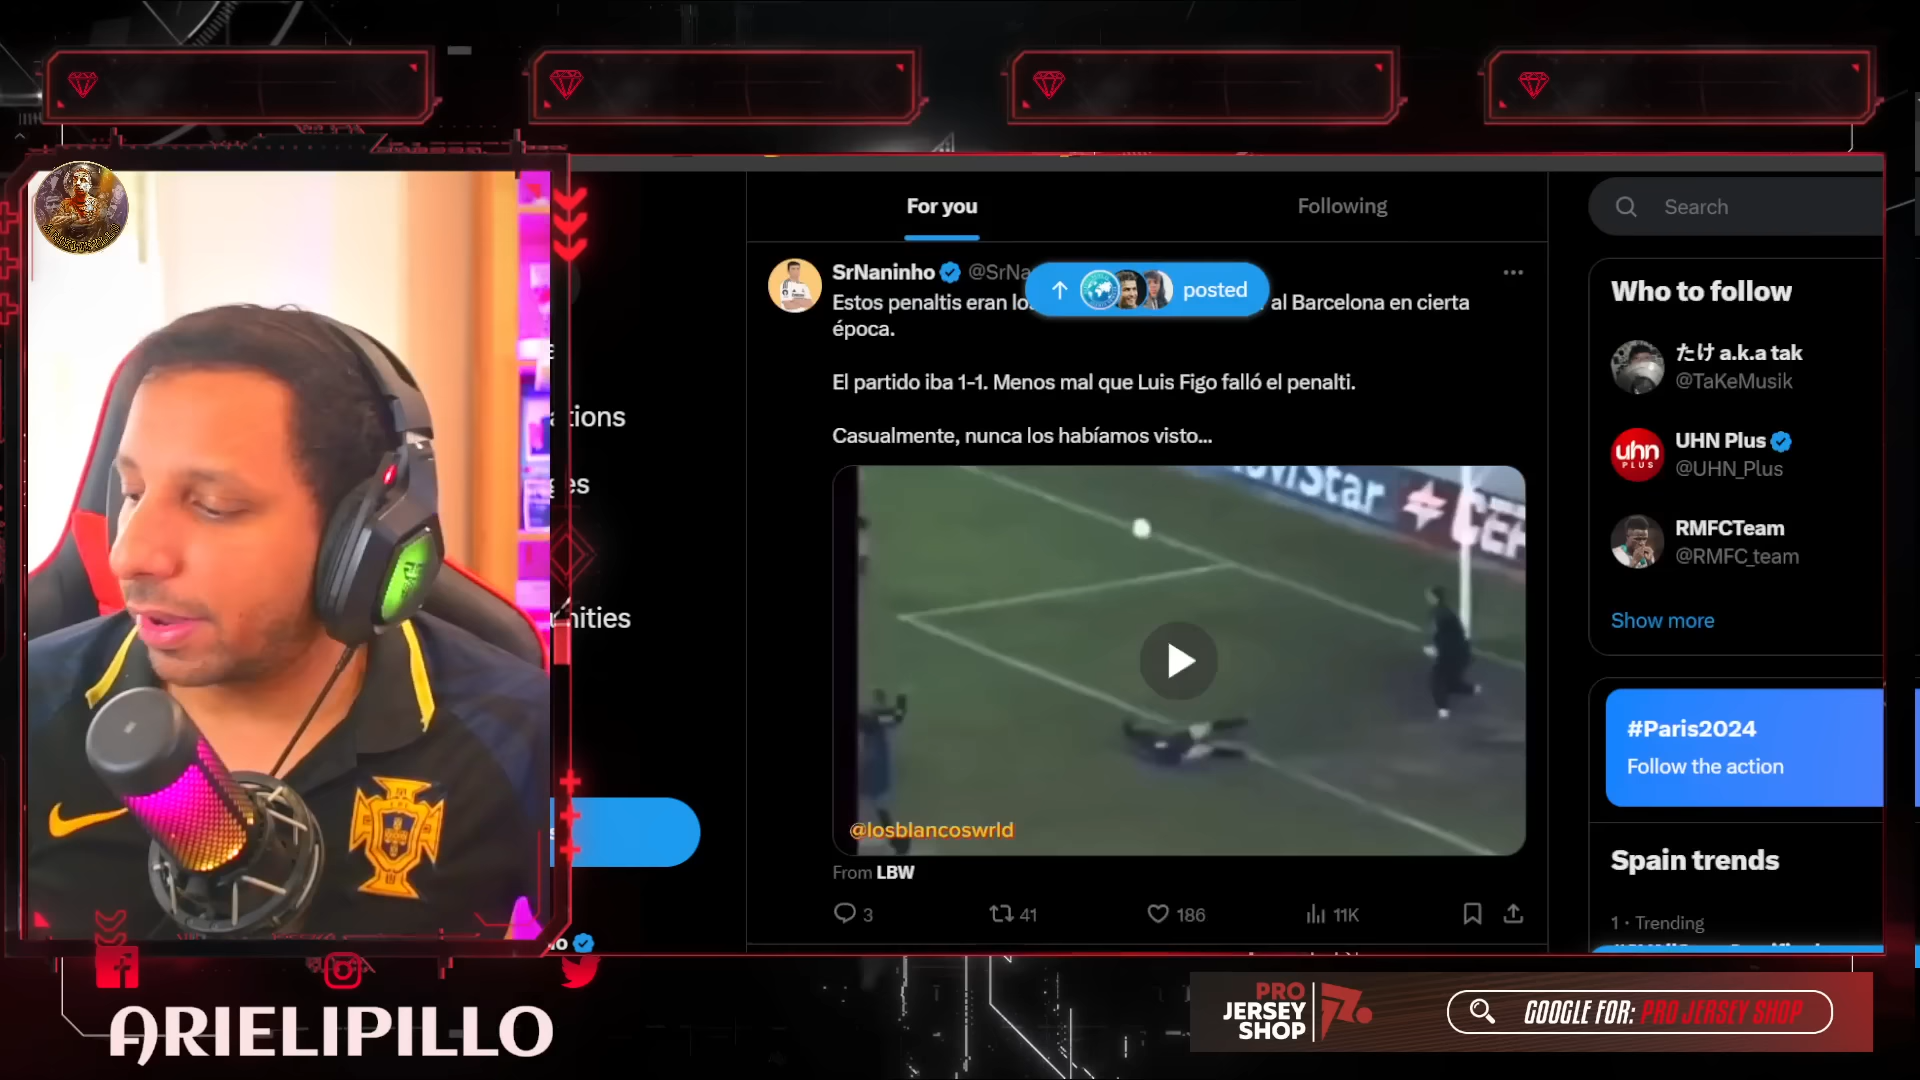 For you
Following
Search
SrNaninho @SrNa
posted
Estos penaltis eran al Barcelona en cierta
época.
El partido iba 1-1. Menos mal que Luis Figo falló el penalti.
Casualmente, nunca los habíamos visto...
@losblancoswrld
From LBW
3 41 186 11K
Who to follow
たけ a.k.a tak
@TaKeMusik
UHN Plus
@UHN_Plus
uhn
PLUS
RMFCTeam
@RMFC_team
Show more
#Paris2024
Follow the action
Spain trends
1 · Trending
ARIELIPILLO
PRO
JERSEY
SHOP
GOOGLE FOR: PRO JERSEY SHOP